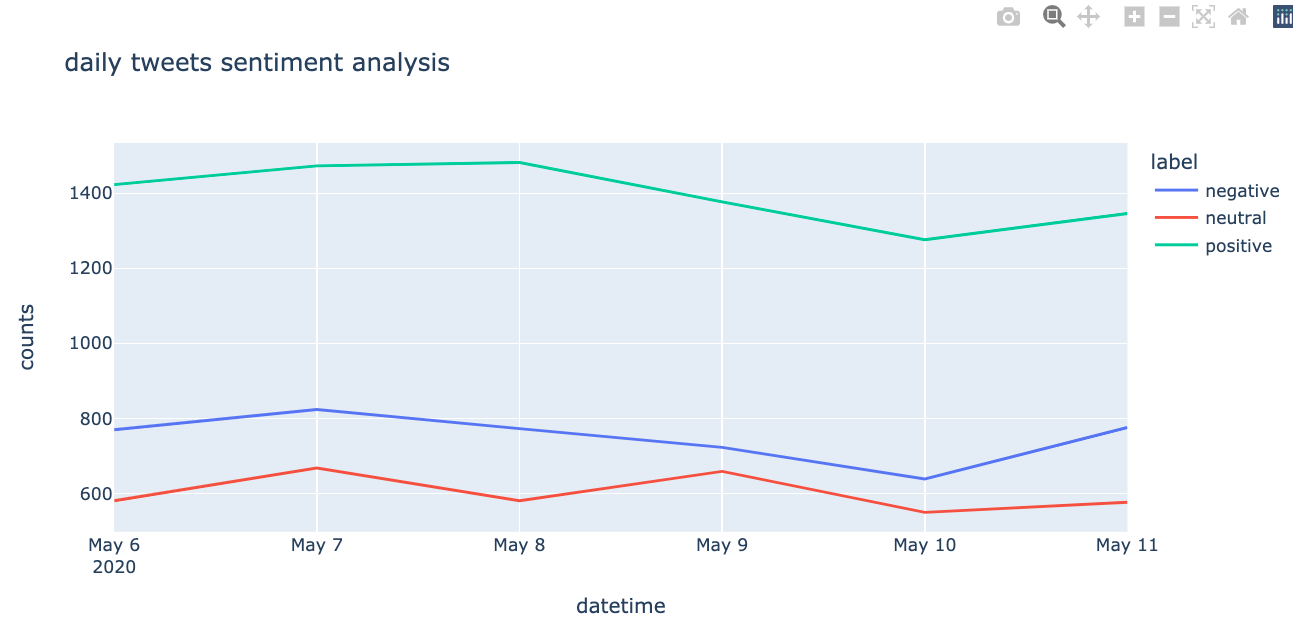 daily tweets sentiment analysis
label
negative
neutral
positive
counts
1400
1200
1000
800
600
May 6
2020
May 7
May 8
May 9
May 10
May 11
datetime